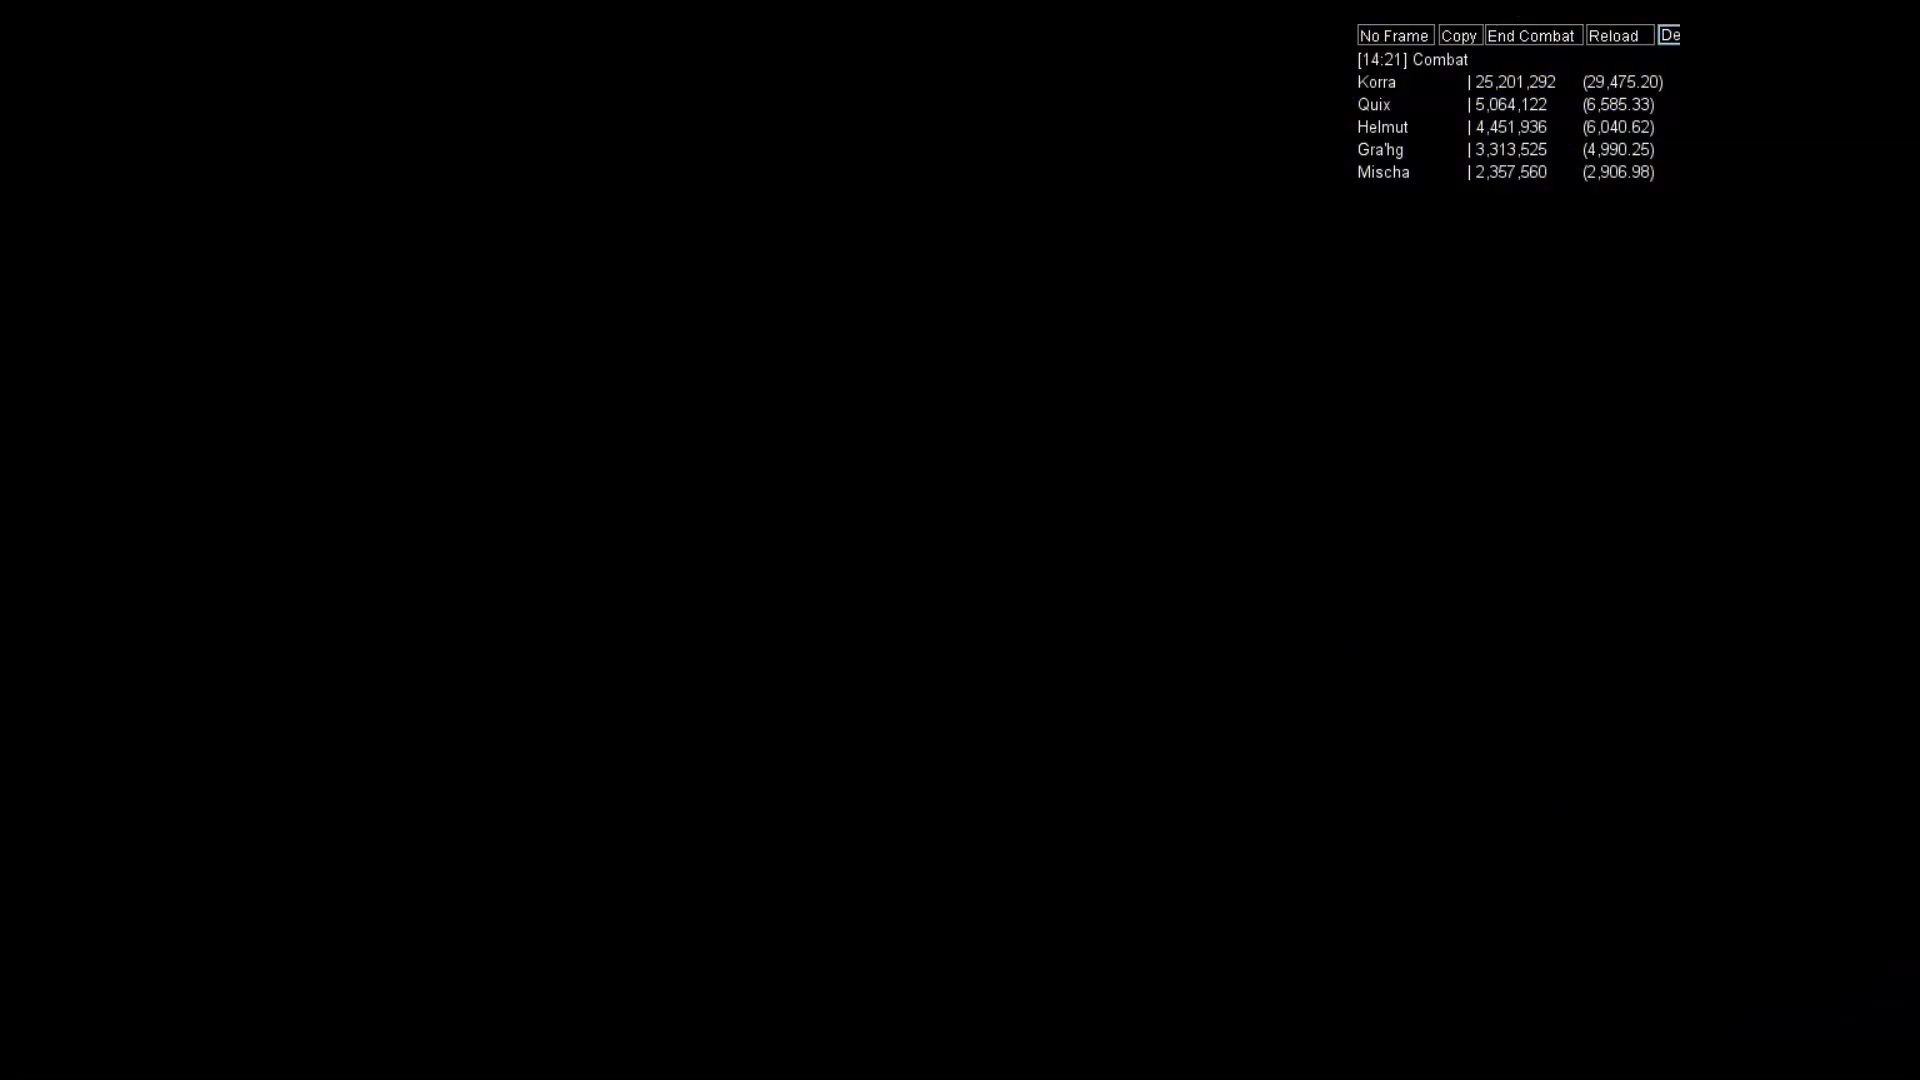 No Frame Copy End Combat Reload De
[14:21] Combat
Korra | 25,201,292 (29,475.20)
Quix | 5,064,122 (6,585.33)
Helmut | 4,451,936 (6,040.62)
Gra'hg | 3,313,525 (4,990.25)
Mischa | 2,357,560 (2,906.98)